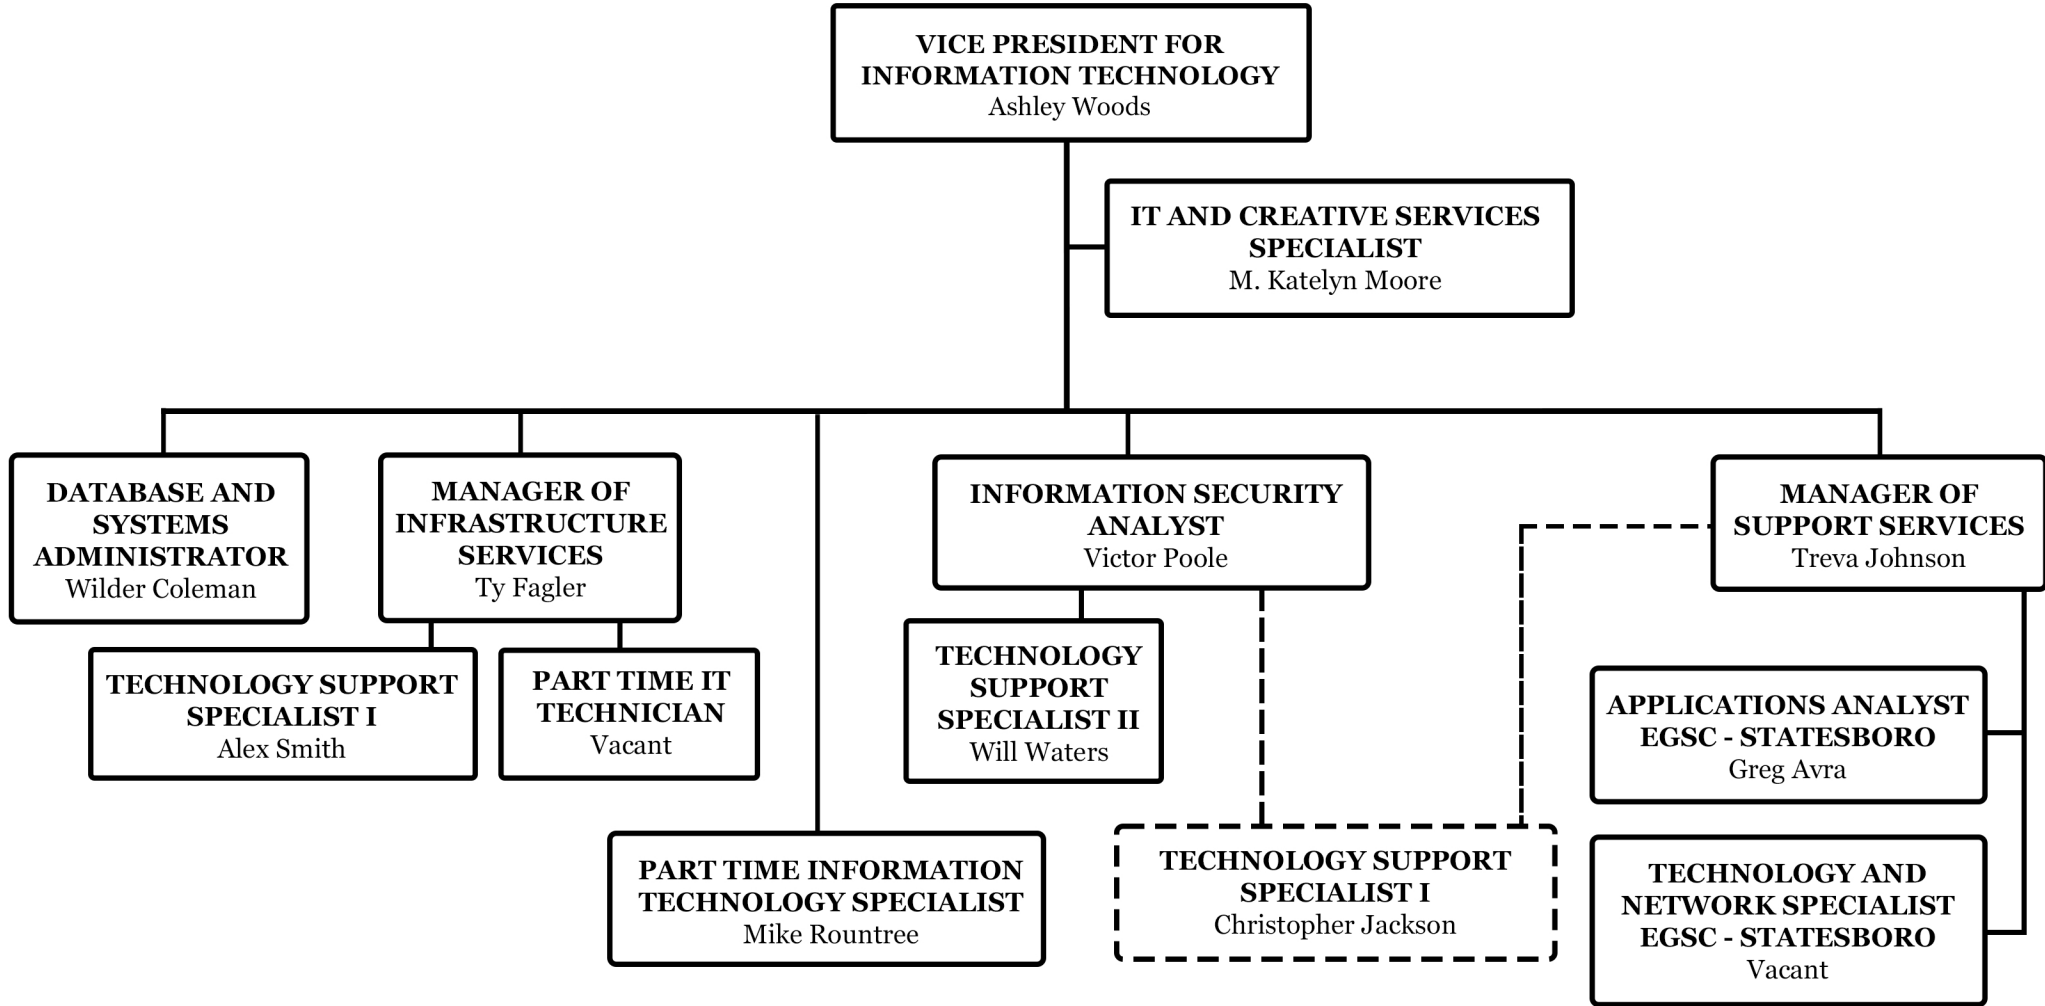 VICE PRESIDENT FOR
INFORMATION TECHNOLOGY
Ashley Woods
IT AND CREATIVE SERVICES
SPECIALIST
M. Katelyn Moore
DATABASE AND
SYSTEMS
ADMINISTRATOR
Wilder Coleman
MANAGER OF
INFRASTRUCTURE
SERVICES
Ty Fagler
INFORMATION SECURITY
ANALYST
Victor Poole
MANAGER OF
SUPPORT SERVICES
Treva Johnson
TECHNOLOGY SUPPORT
SPECIALIST I
Alex Smith
PART TIME IT
TECHNICIAN
Vacant
TECHNOLOGY
SUPPORT
SPECIALIST II
Will Waters
APPLICATIONS ANALYST
EGSC - STATESBORO
Greg Avra
PART TIME INFORMATION
TECHNOLOGY SPECIALIST
Mike Rountree
TECHNOLOGY SUPPORT
SPECIALIST I
Christopher Jackson
TECHNOLOGY AND
NETWORK SPECIALIST
EGSC - STATESBORO
Vacant